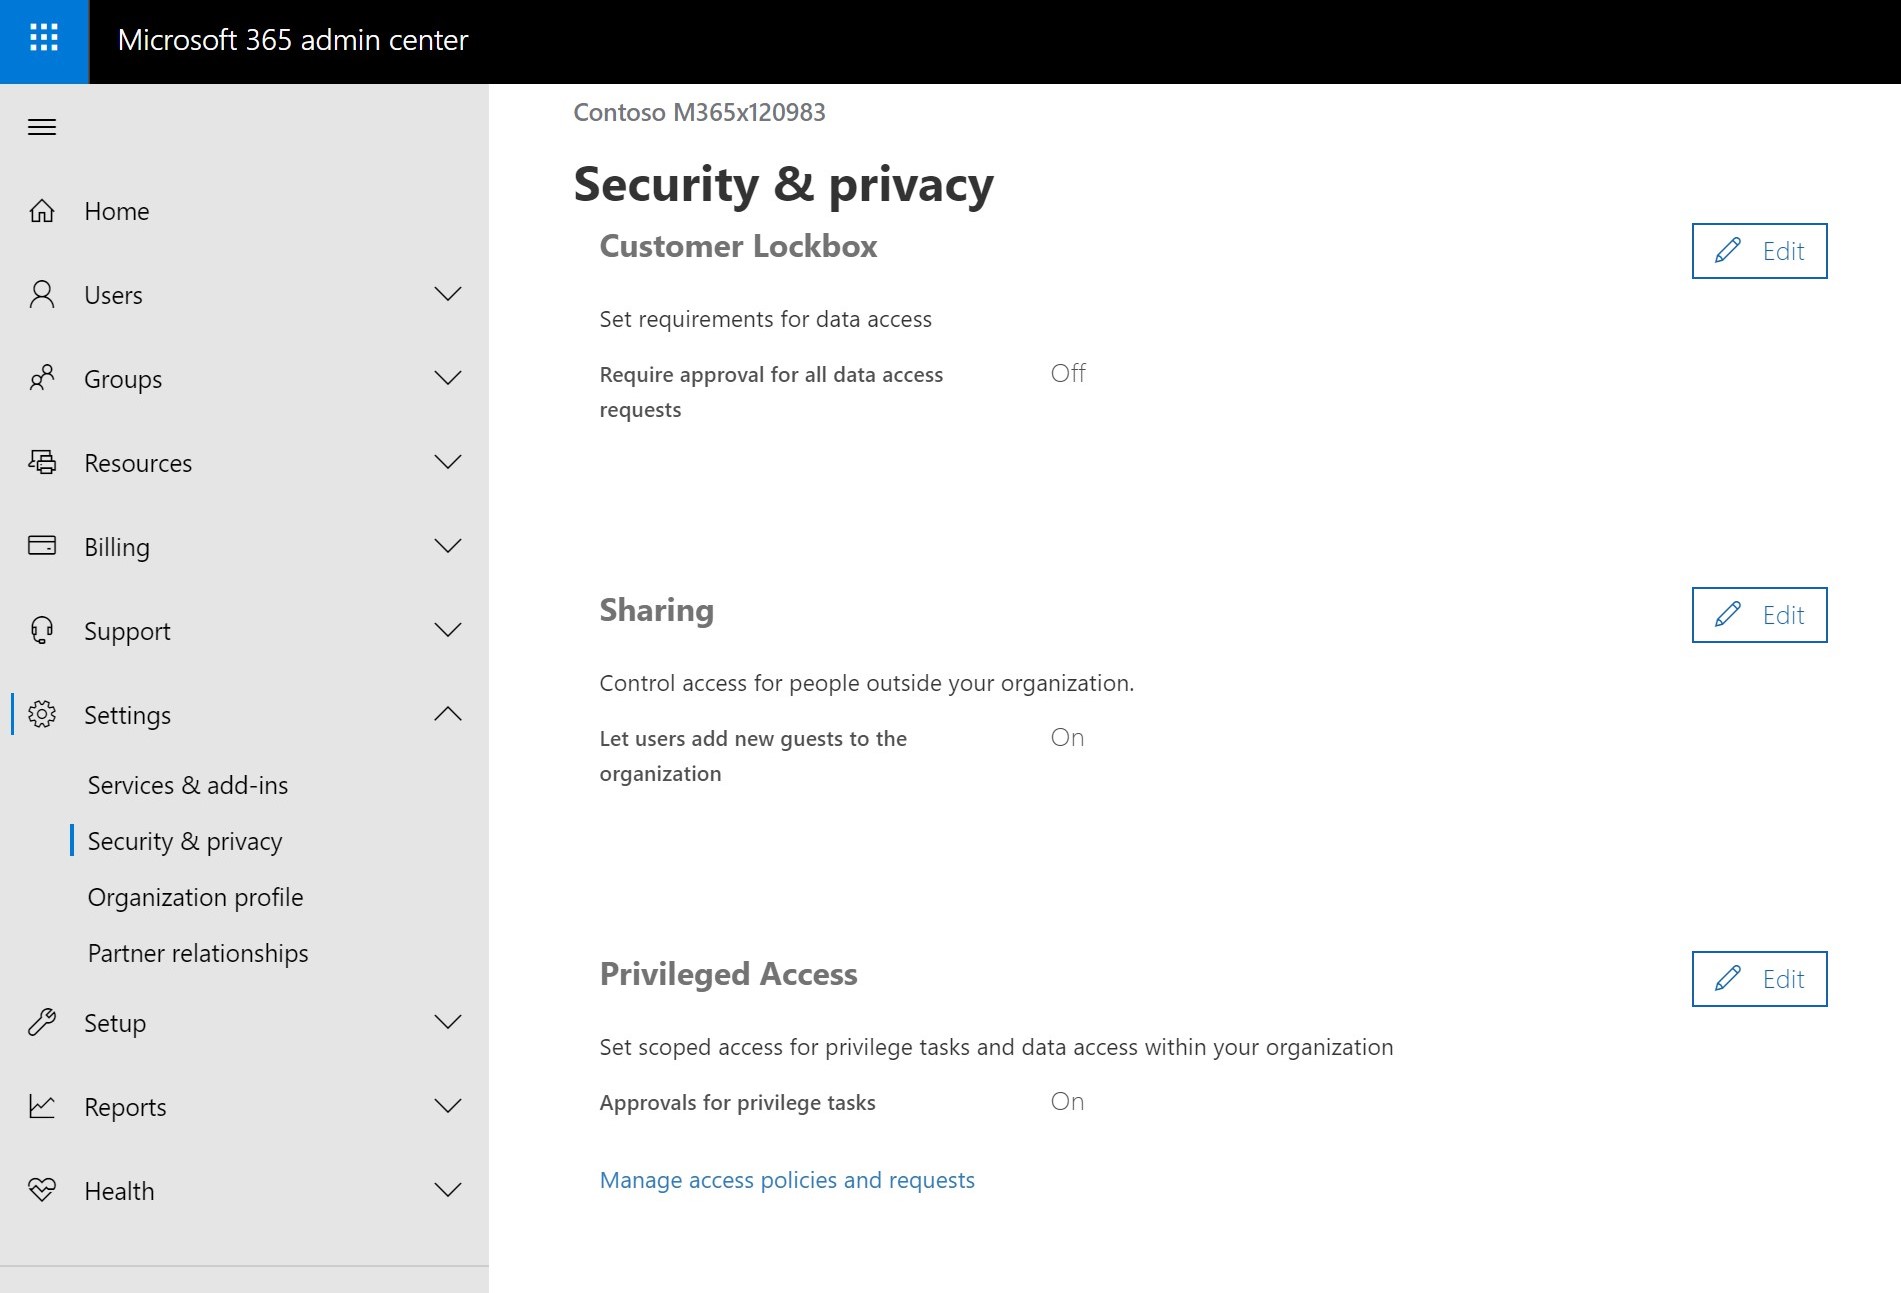 Microsoft 365 admin center
Home
Users
Groups
Resources
Billing
Support
Settings
Services & add-ins
Security & privacy
Organization profile
Partner relationships
Setup
Reports
Health
Contoso M365x120983
Security & privacy
Customer Lockbox
Edit
Set requirements for data access
Require approval for all data access
requests
Off
Sharing
Edit
Control access for people outside your organization.
Let users add new guests to the
organization
On
Privileged Access
Edit
Set scoped access for privilege tasks and data access within your organization
Approvals for privilege tasks
On
Manage access policies and requests